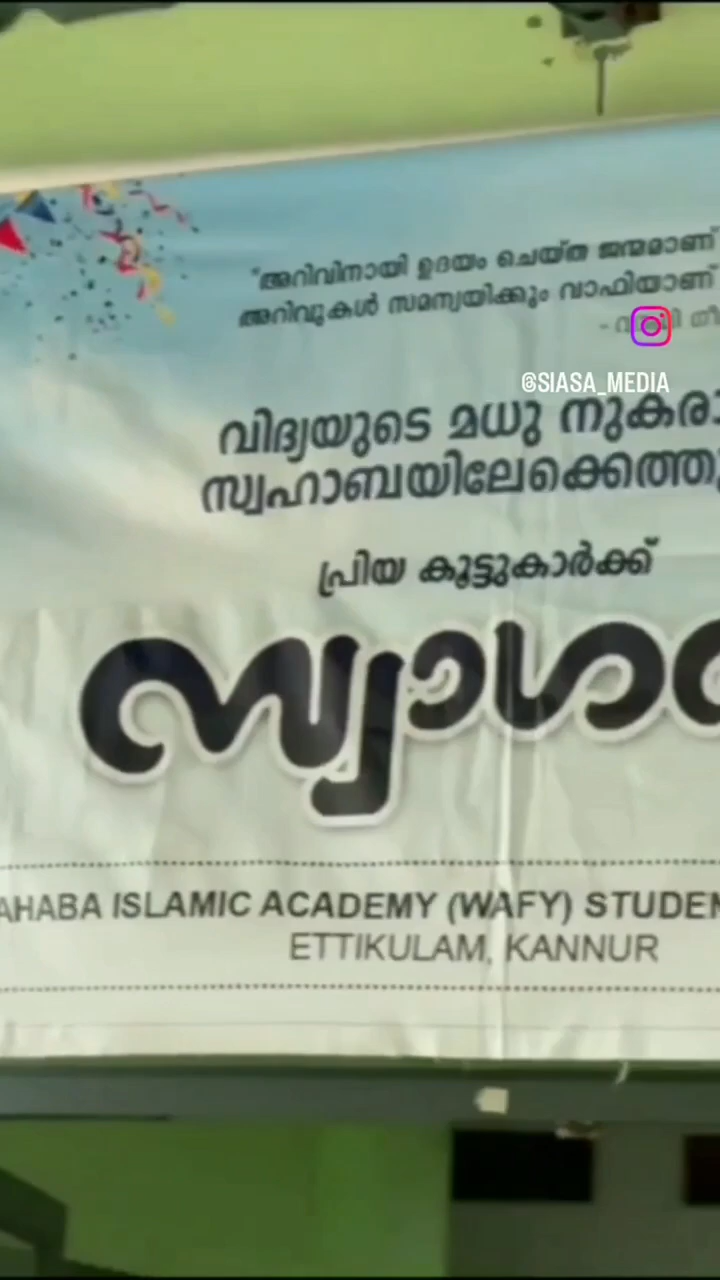 "അറിവിനായി ഉദയം ചെയ്ത ജന്മമാണ്
അറിവുകൾ സമന്വയിക്കും വാഫിയാണ്
@SIASA_MEDIA
വിദ്യയുടെ മധു നുകരാ
സ്വഹാബയിലേക്കെത്തു
പ്രിയ കൂട്ടുകാർക്ക്
സ്വാഗത
AHABA ISLAMIC ACADEMY (WAFY) STUDEN
ETTIKULAM, KANNUR